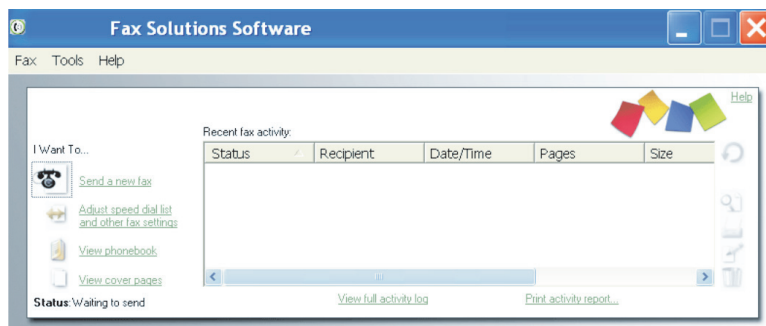 Fax Solutions Software
Fax Tools Help
Help
Recent fax activity:
I Want To...
Status Recipient Date/Time Pages Size
Send a new fax
Adjust speed dial list
and other fax settings
View phonebook
View cover pages
Status: Waiting to send
View full activity log
Print activity report...